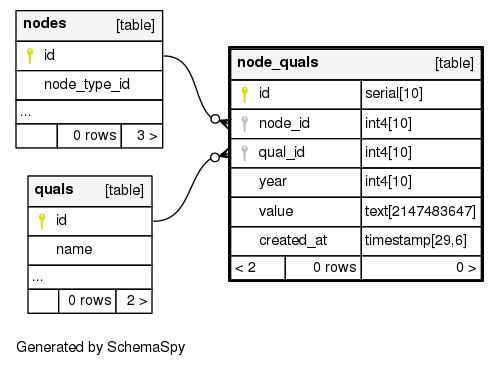 nodes [table]
id
node_type_id
...
0 rows 3 >
quals [table]
id
name
...
0 rows 2 >
node_quals [table]
id serial[10]
node_id int4[10]
qual_id int4[10]
year int4[10]
value text[2147483647]
created_at timestamp[29,6]
< 2 0 rows 0 >
Generated by SchemaSpy